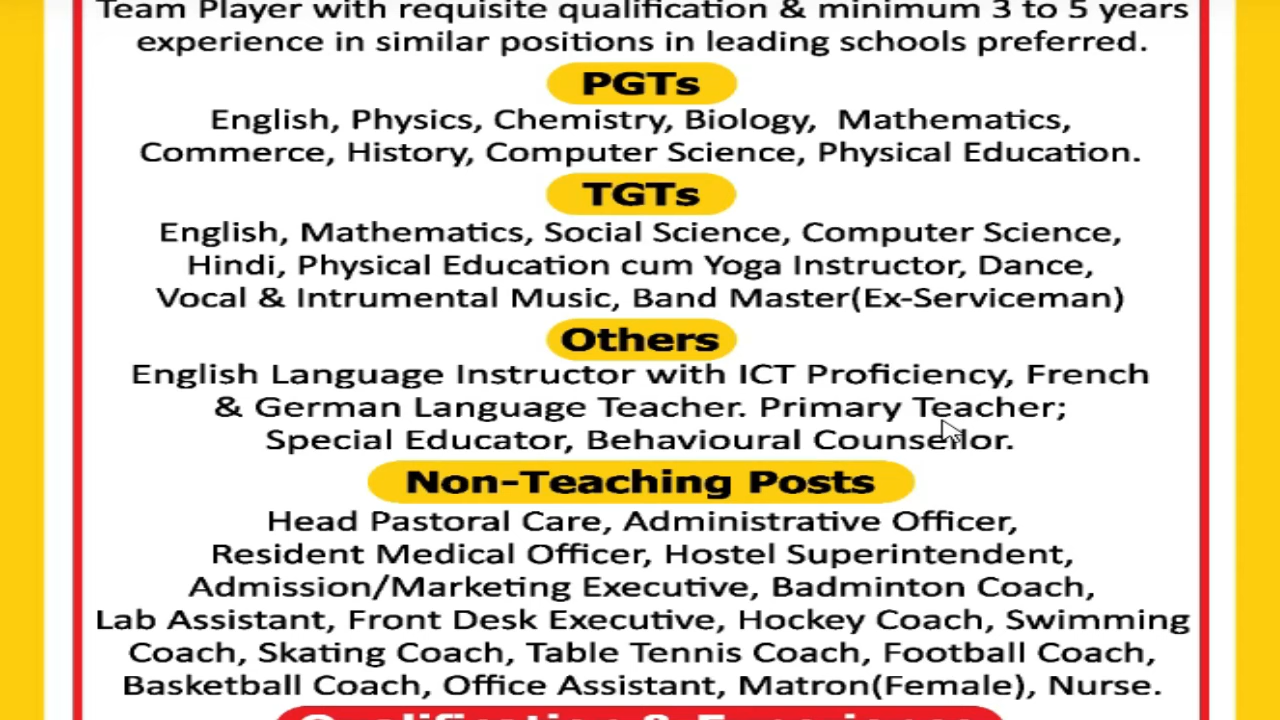 Team Player with requisite qualification & minimum 3 to 5 years
experience in similar positions in leading schools preferred.
PGTs
English, Physics, Chemistry, Biology, Mathematics,
Commerce, History, Computer Science, Physical Education.
TGTs
English, Mathematics, Social Science, Computer Science,
Hindi, Physical Education cum Yoga Instructor, Dance,
Vocal & Intrumental Music, Band Master(Ex-Serviceman)
Others
English Language Instructor with ICT Proficiency, French
& German Language Teacher. Primary Teacher;
Special Educator, Behavioural Counsellor.
Non-Teaching Posts
Head Pastoral Care, Administrative Officer,
Resident Medical Officer, Hostel Superintendent,
Admission/Marketing Executive, Badminton Coach,
Lab Assistant, Front Desk Executive, Hockey Coach, Swimming
Coach, Skating Coach, Table Tennis Coach, Football Coach,
Basketball Coach, Office Assistant, Matron(Female), Nurse.